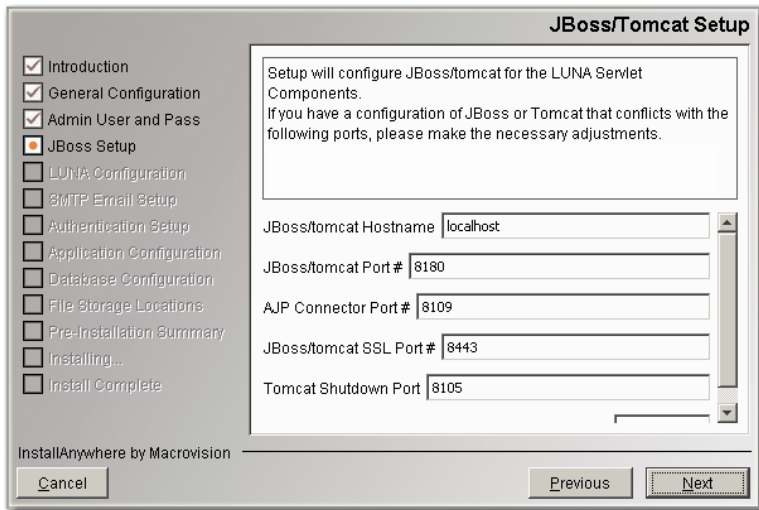 JBoss/Tomcat Setup
Introduction
General Configuration
Admin User and Pass
JBoss Setup
LUNA Configuration
SMTP Email Setup
Authentication Setup
Application Configuration
Database Configuration
File Storage Locations
Pre-Installation Summary
Installing...
Install Complete
Setup will configure JBoss/tomcat for the LUNA Servlet
Components.
If you have a configuration of JBoss or Tomcat that conflicts with the
following ports, please make the necessary adjustments.
JBoss/tomcat Hostname localhost
JBoss/tomcat Port # 8180
AJP Connector Port # 8109
JBoss/tomcat SSL Port # 8443
Tomcat Shutdown Port 8105
InstallAnywhere by Macrovision
Cancel
Previous
Next